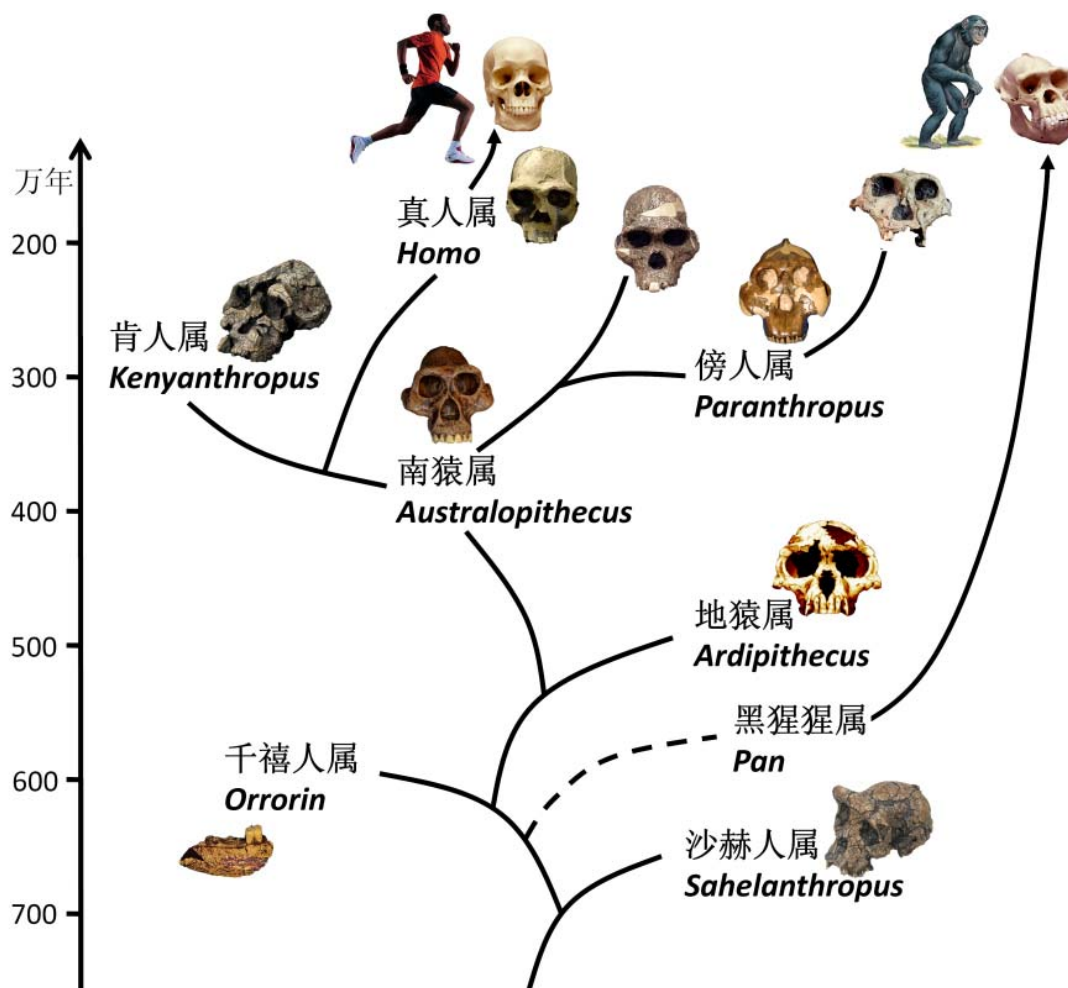 万年
真人属
Homo
200
肯人属
Kenyanthropus
300
傍人属
Paranthropus
南猿属
Australopithecus
400
地猿属
Ardipithecus
500
黑猩猩属
Pan
千禧人属
Orrorin
600
沙赫人属
Sahelanthropus
700